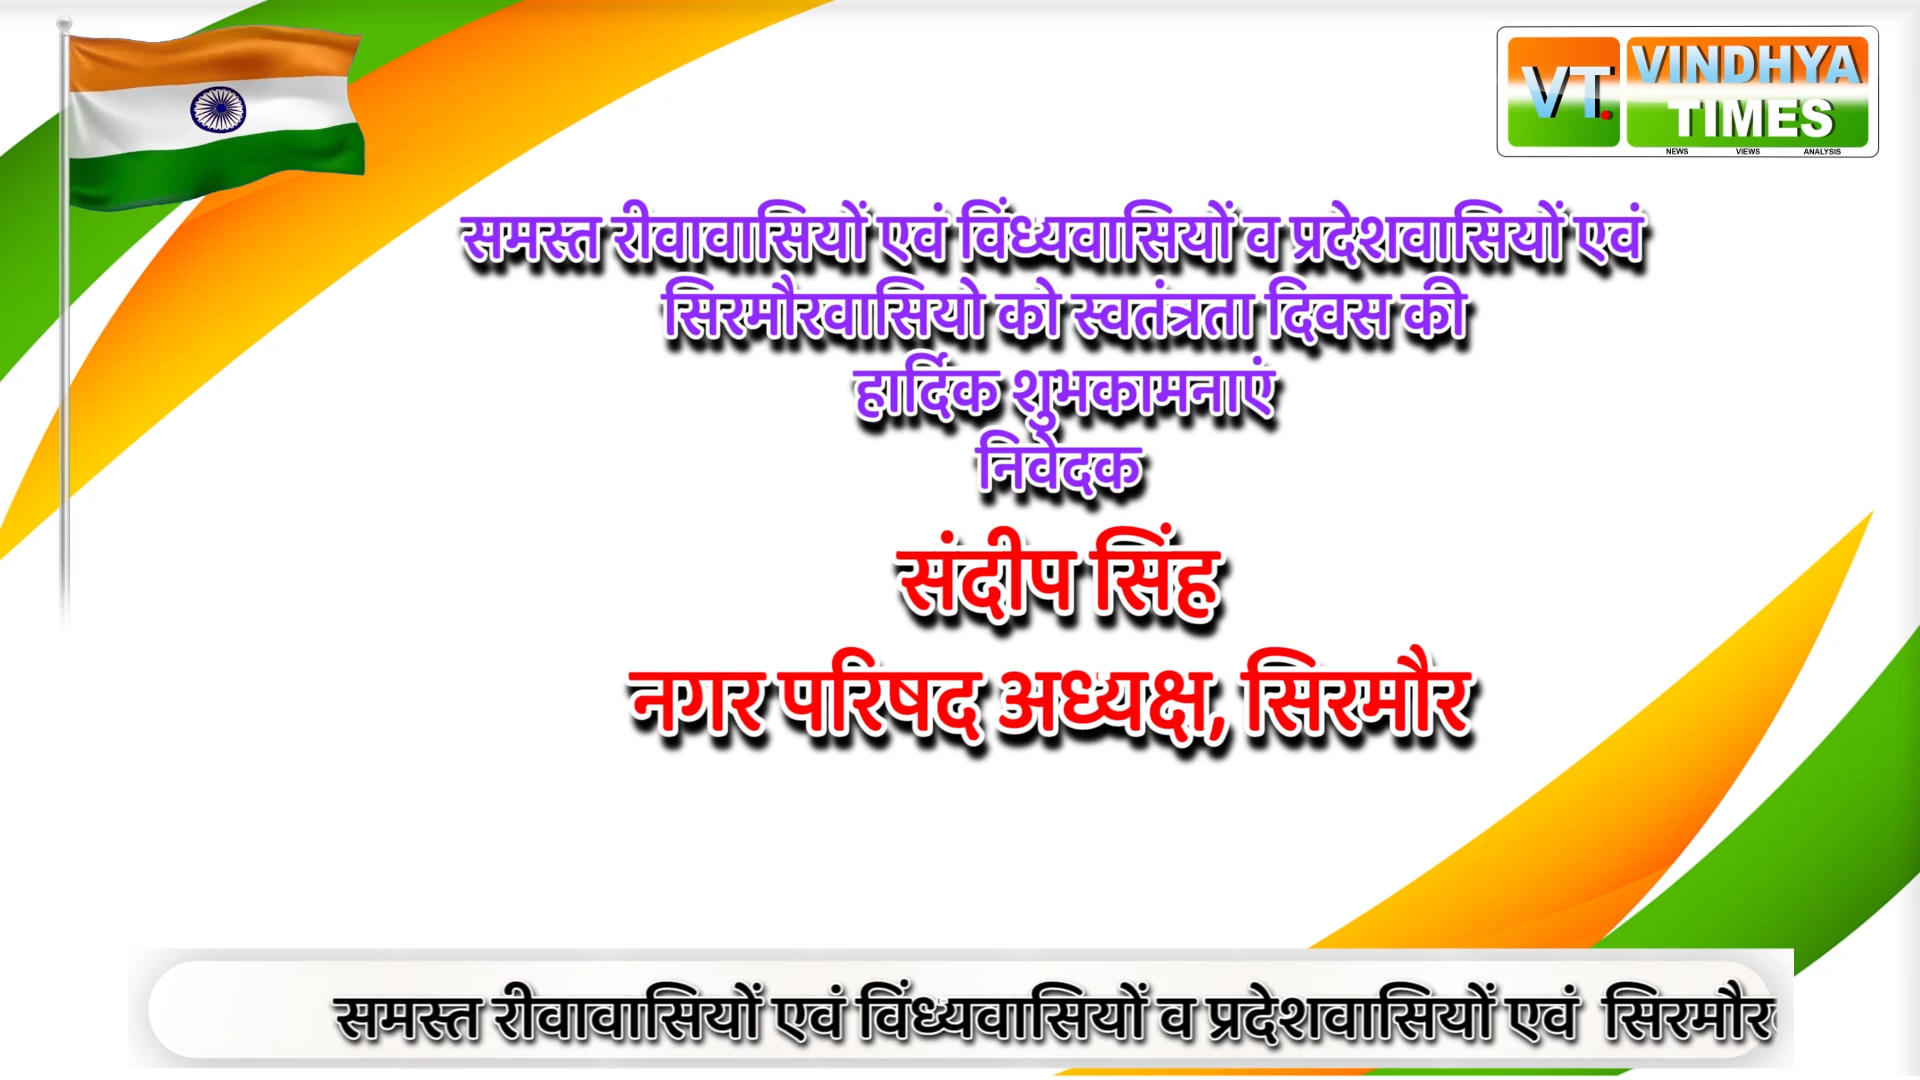 VT.
VINDHYA
TIMES
NEWS VIEWS ANALYSIS
समस्त रीवावासियों एवं विंध्यवासियों व प्रदेशवासियों एवं
सिरमौरवासियो को स्वतंत्रता दिवस की
हार्दिक शुभकामनाएं
निवेदक
संदीप सिंह
नगर परिषद अध्यक्ष, सिरमौर
समस्त रीवावासियों एवं विंध्यवासियों व प्रदेशवासियों एवं सिरमौर